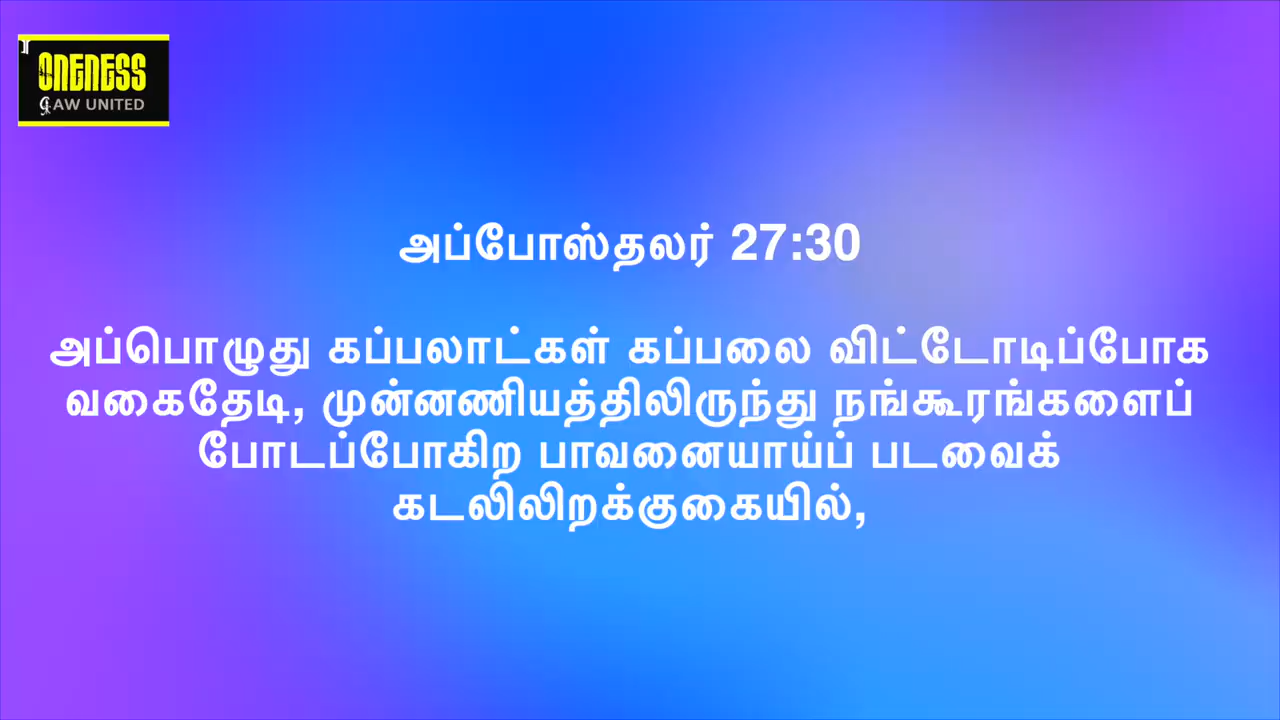 ONENESS
LAW UNITED
அப்போஸ்தலர் 27:30
அப்பொழுது கப்பலாட்கள் கப்பலை விட்டோடிப்போக
வகைதேடி, முன்னணியத்திலிருந்து நங்கூரங்களைப்
போடப்போகிற பாவனையாய்ப் படவைக்
கடலிலிறக்குகையில்,